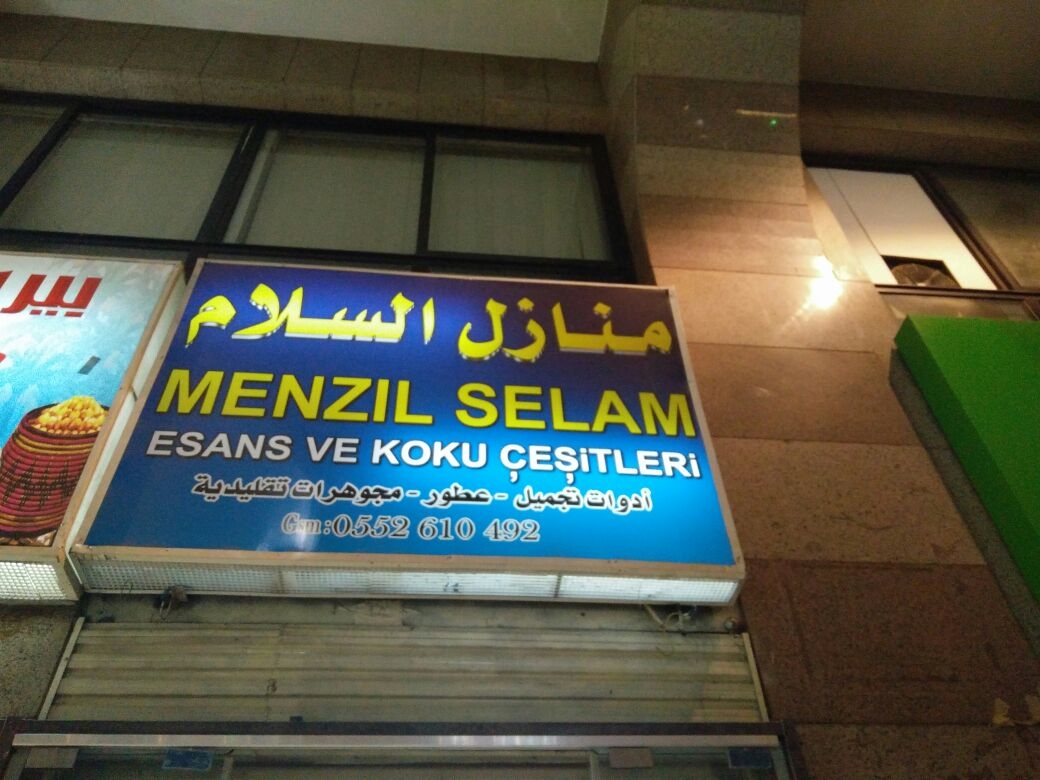 منازل السلام
MENZIL SELAM
ESANS VE KOKU ÇEŞİTLERİ
أدوات تجميل - عطور - مجوهرات تقليدية
Gsm:0552 610 492